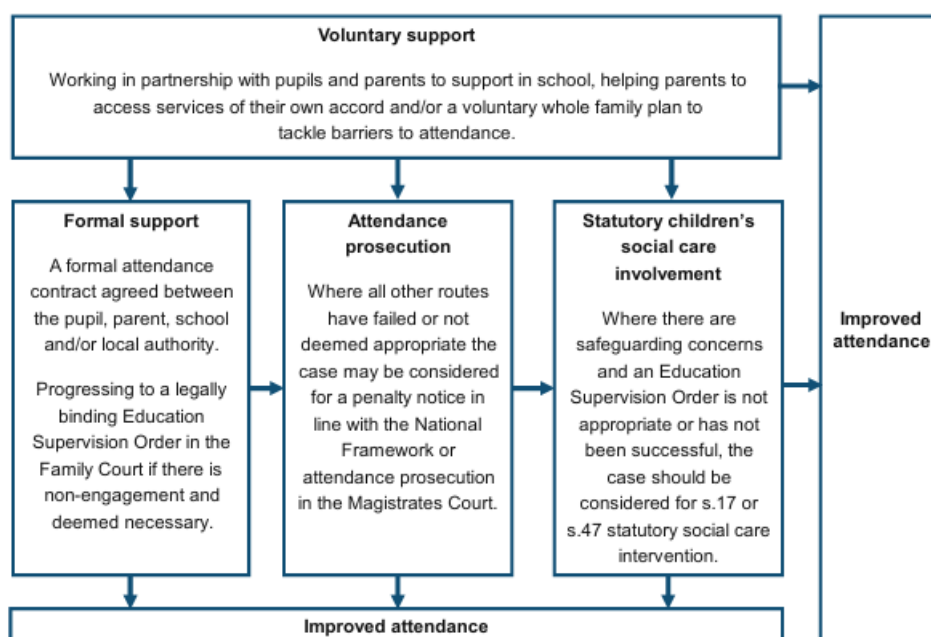 Voluntary support
Working in partnership with pupils and parents to support in school, helping parents to
access services of their own accord and/or a voluntary whole family plan to
tackle barriers to attendance.
Formal support
A formal attendance
contract agreed between
the pupil, parent, school
and/or local authority.
Progressing to a legally
binding Education
Supervision Order in the
Family Court if there is
non-engagement and
deemed necessary.
Attendance
prosecution
Where all other routes
have failed or not
deemed appropriate the
case may be considered
for a penalty notice in
line with the National
Framework or
attendance prosecution
in the Magistrates Court.
Statutory children's
social care
involvement
Where there are
safeguarding concerns
and an Education
Supervision Order is not
appropriate or has not
been successful, the
case should be
considered for s.17 or
s.47 statutory social care
intervention.
Improved
attendance
Improved attendance